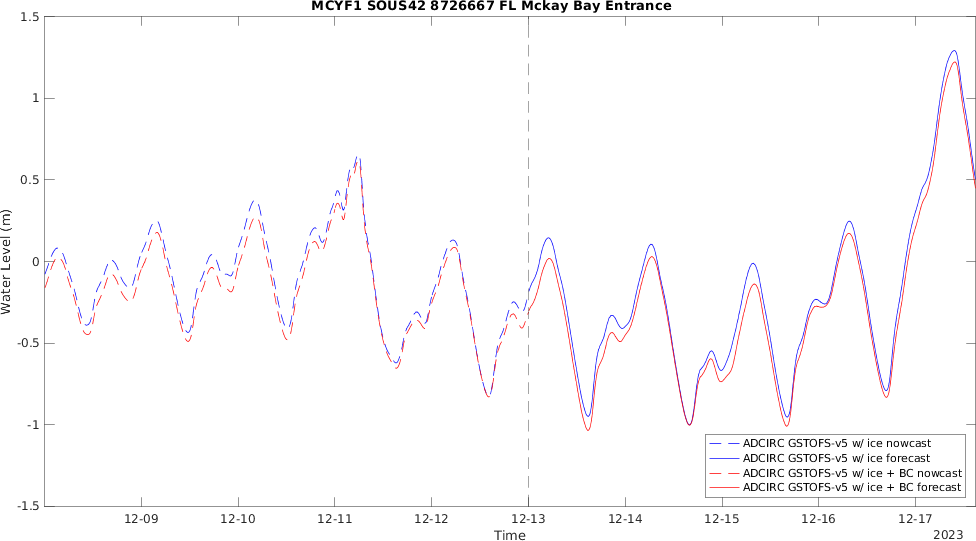 MCYF1 SOUS42 8726667 FL Mckay Bay Entrance
1.5
1
0.5
0
-0.5
-1
-1.5
Water Level (m)
12-09 12-10 12-11 12-12 12-13 12-14 12-15 12-16 12-17
Time
2023
ADCIRC GSTOFS-v5 w/ ice nowcast
ADCIRC GSTOFS-v5 w/ ice forecast
ADCIRC GSTOFS-v5 w/ ice + BC nowcast
ADCIRC GSTOFS-v5 w/ ice + BC forecast